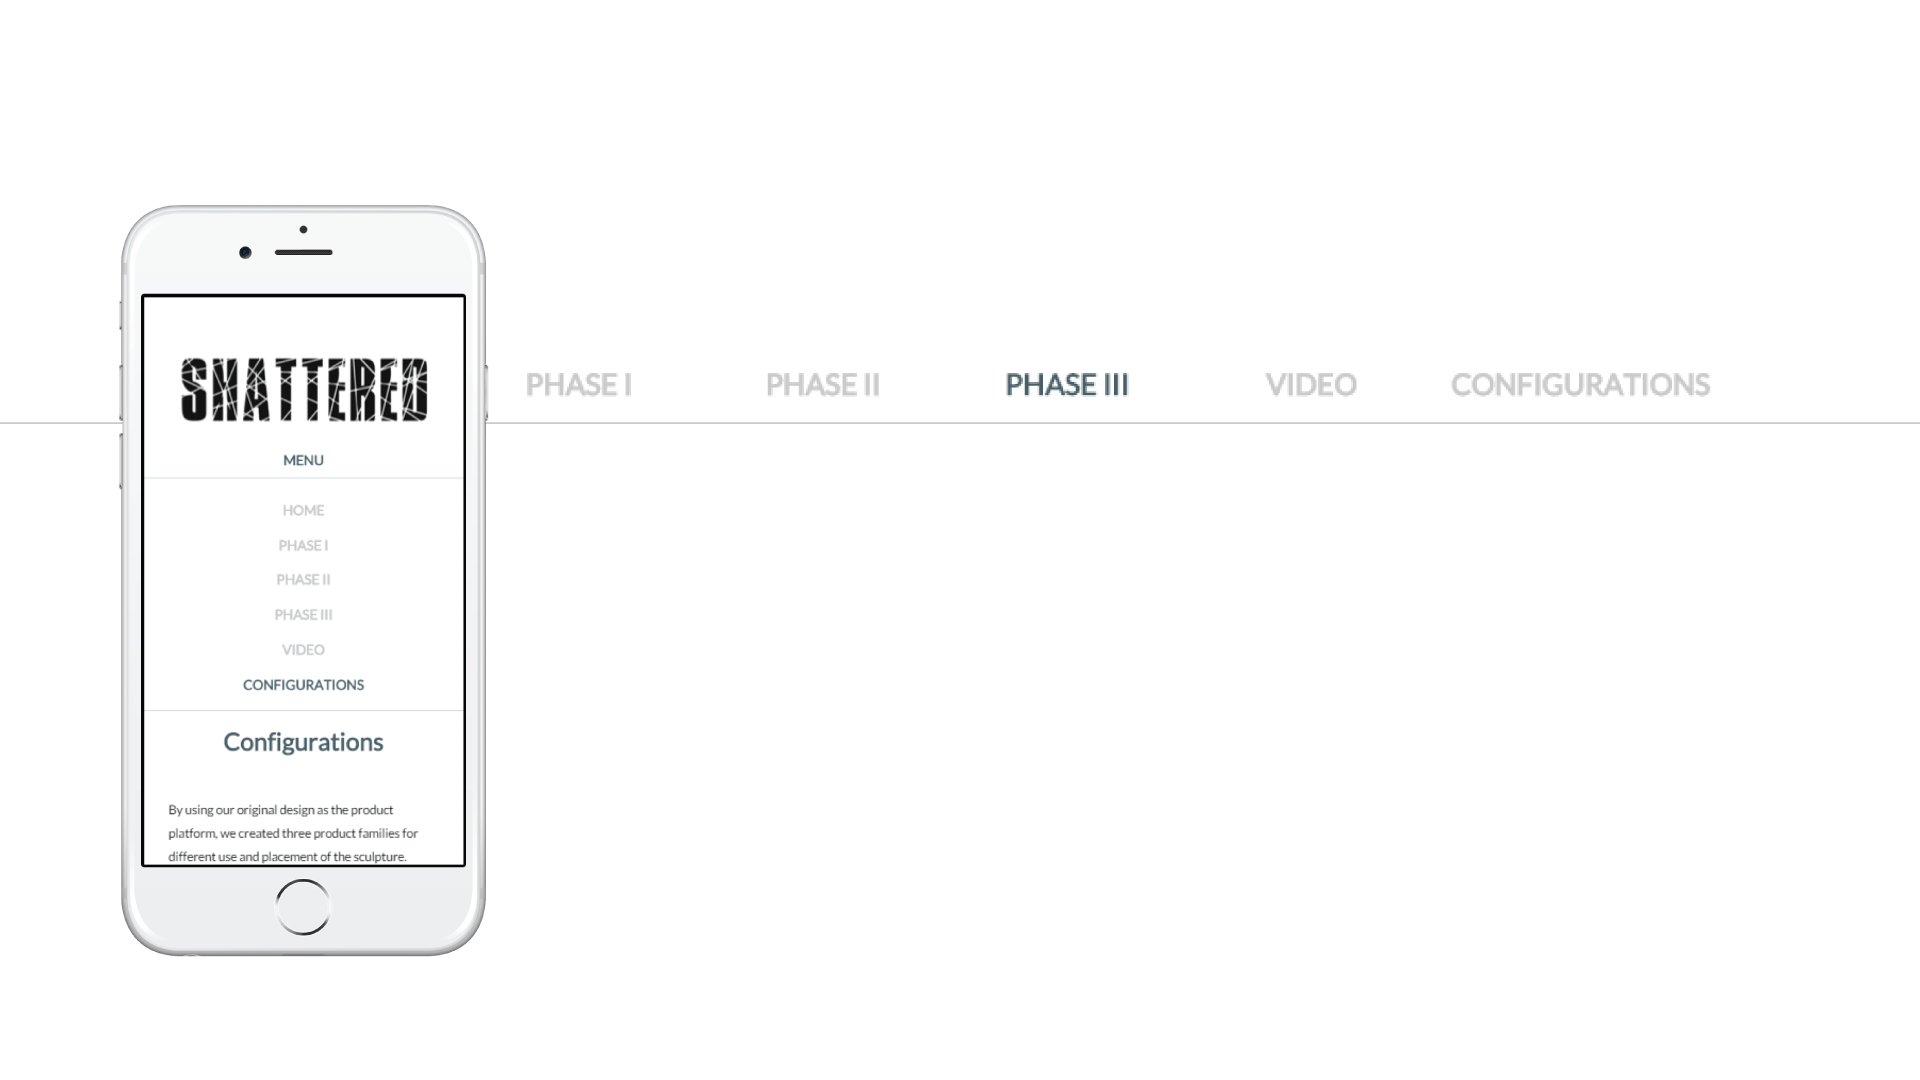 SHATTERED
MENU
HOME
PHASE I
PHASE II
PHASE III
VIDEO
CONFIGURATIONS
Configurations
By using our original design as the product
platform, we created three product families for
different use and placement of the sculpture.
PHASE I PHASE II PHASE III VIDEO CONFIGURATIONS